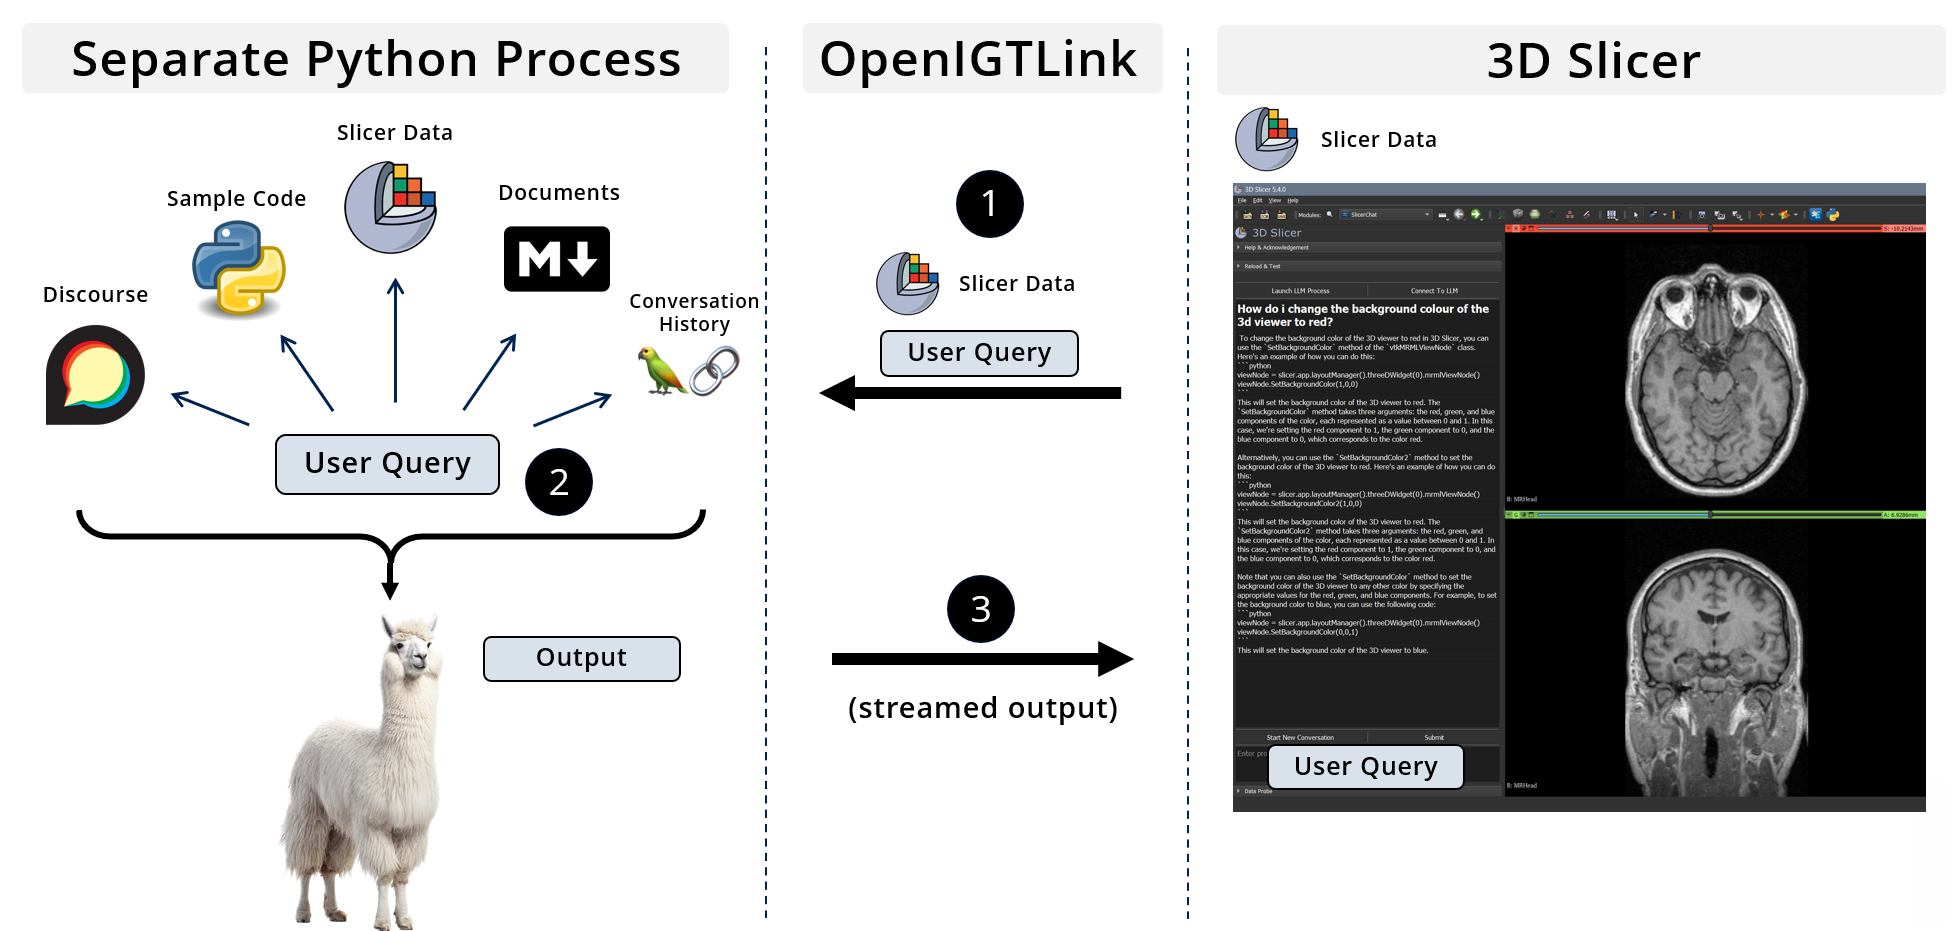 Separate Python Process
OpenIGTLink
3D Slicer
Slicer Data
Sample Code
Documents
Discourse
Conversation
History
User Query
2
Output
1
Slicer Data
User Query
3
(streamed output)
Slicer Data
3D Slicer 5.4.0
File Edit View Help
Modules: SlicerChat
3D Slicer
Help & Acknowledgement
Reload & Test
Launch LLM Process Connect To LLM
How do i change the background colour of the
3d viewer to red?
To change the background color of the 3D viewer to red in 3D Slicer, you can
use the `SetBackgroundColor` method of the `vtkMRMLViewNode` class.
Here's an example of how you can do this:
```python
viewNode = slicer.app.layoutManager().threeDWidget(0).mrmlViewNode()
viewNode.SetBackgroundColor(1,0,0)
```
This will set the background color of the 3D viewer to red. The
`SetBackgroundColor` method takes three arguments: the red, green, and blue
components of the color, each represented as a value between 0 and 1. In this
case, we're setting the red component to 1, the green component to 0, and the
blue component to 0, which corresponds to the color red.
Alternatively, you can use the `SetBackgroundColor2` method to set the
background color of the 3D viewer to red. Here's an example of how you can do
this:
```python
viewNode = slicer.app.layoutManager().threeDWidget(0).mrmlViewNode()
viewNode.SetBackgroundColor2(1,0,0)
```
This will set the background color of the 3D viewer to red. The
`SetBackgroundColor2` method takes three arguments: the red, green, and
blue components of the color, each represented as a value between 0 and 1. In
this case, we're setting the red component to 1, the green component to 0, and
the blue component to 0, which corresponds to the color red.
Note that you can also use the `SetBackgroundColor` method to set the
background color of the 3D viewer to any other color by specifying the
appropriate values for the red, green, and blue components. For example, to set
the background color to blue, you can use the following code:
```python
viewNode = slicer.app.layoutManager().threeDWidget(0).mrmlViewNode()
viewNode.SetBackgroundColor(0,0,1)
```
This will set the background color of the 3D viewer to blue.
Start New Conversation Submit
Enter pro
User Query
Data Probe
R
S: -10.2143mm
B: MRHead
G
A: 6.9286mm
B: MRHead